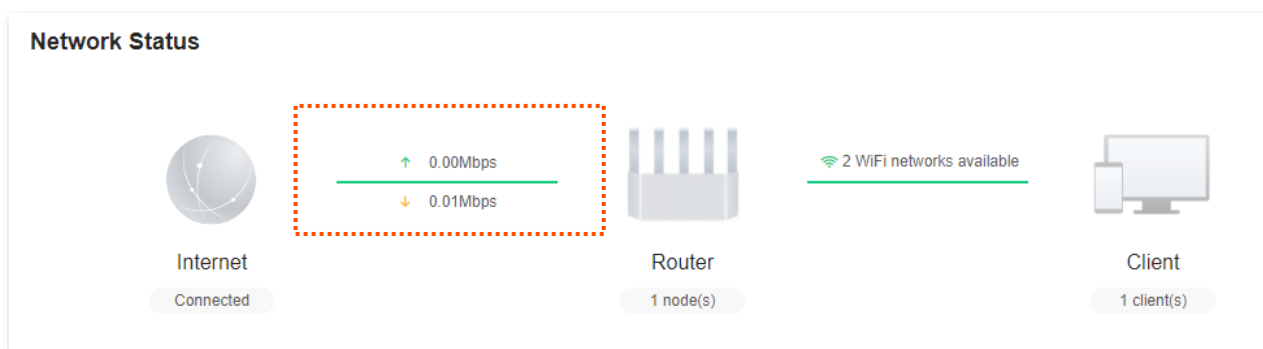 Network Status
0.00Mbps
2 WiFi networks available
0.01Mbps
Internet
Router
Client
Connected
1 node(s)
1 client(s)